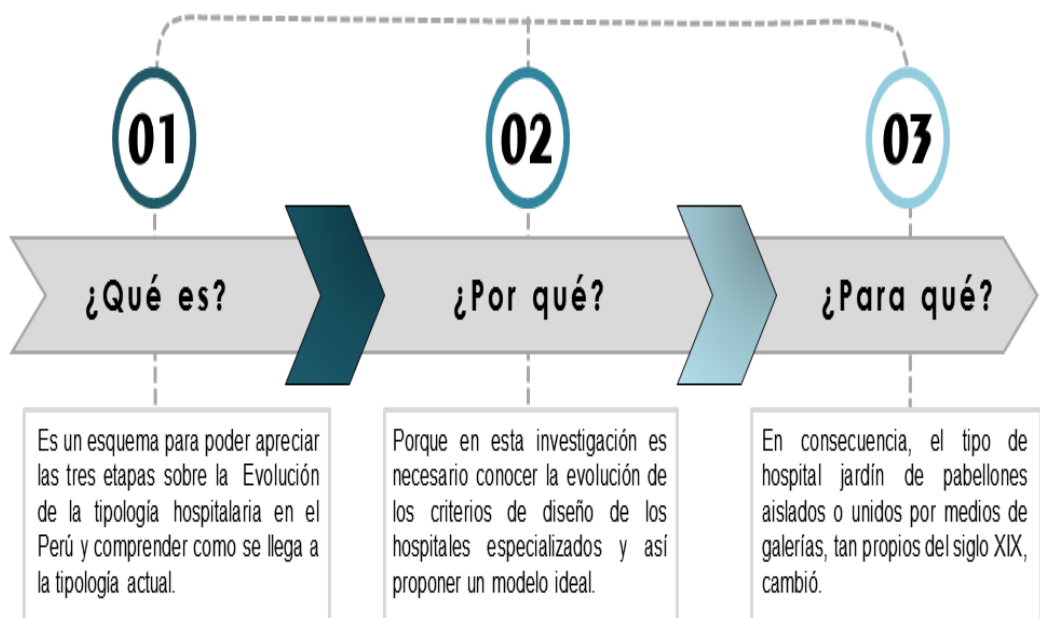 01
02
03
¿Qué es?
¿Por qué?
¿Para qué?
Es un esquema para poder apreciar
las tres etapas sobre la Evolución
de la tipología hospitalaria en el
Perú y comprender como se llega a
la tipología actual.
Porque en esta investigación es
necesario conocer la evolución de
los criterios de diseño de los
hospitales especializados y así
proponer un modelo ideal.
En consecuencia, el tipo de
hospital jardín de pabellones
aislados o unidos por medios de
galerías, tan propios del siglo XIX,
cambió.